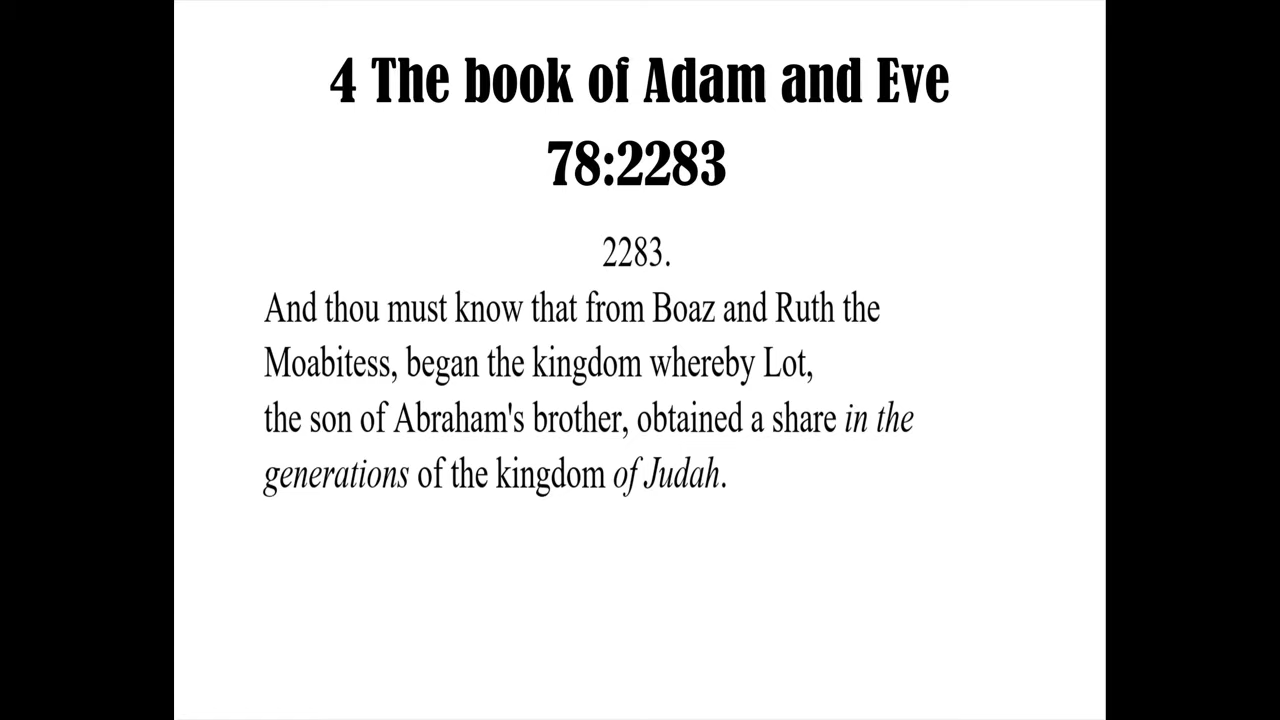 4 The book of Adam and Eve
78:2283
2283.
And thou must know that from Boaz and Ruth the
Moabitess, began the kingdom whereby Lot,
the son of Abraham's brother, obtained a share in the
generations of the kingdom of Judah.